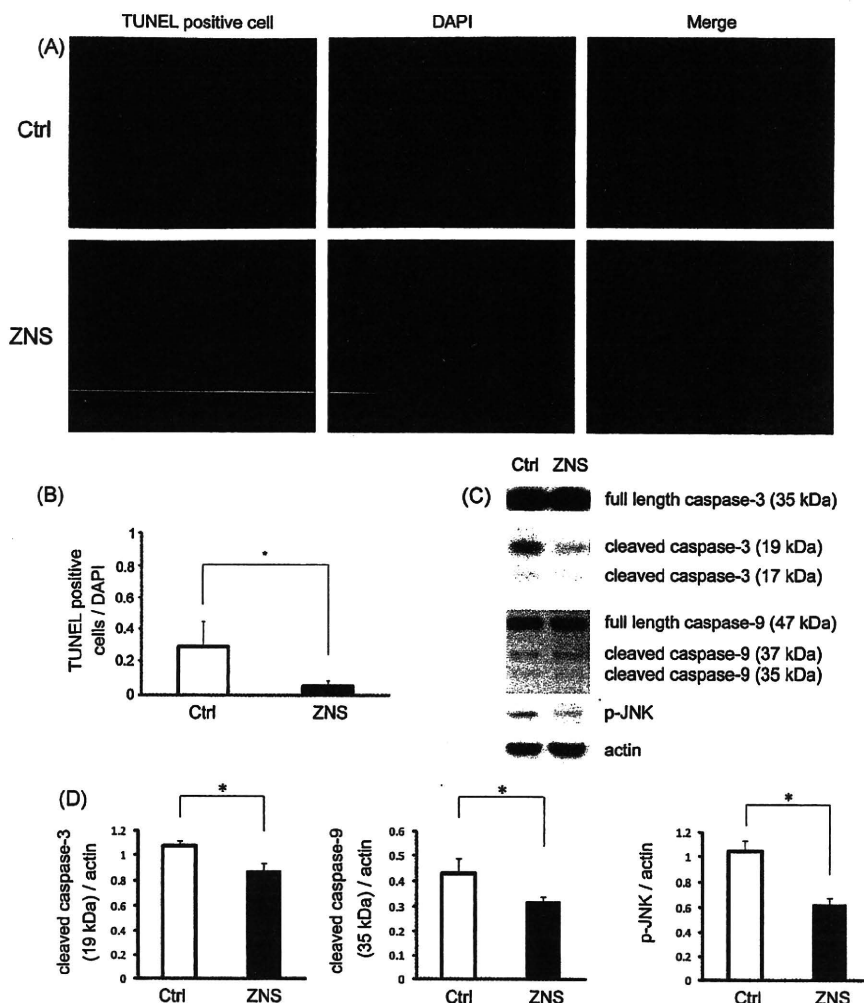 TUNEL positive cell DAPI Merge
(A)
Ctrl
ZNS
(B)
1
0.8
0.6
0.4
0.2
0
TUNEL positive
cells / DAPI
*
Ctrl ZNS
(C)
Ctrl ZNS
full length caspase-3 (35 kDa)
cleaved caspase-3 (19 kDa)
cleaved caspase-3 (17 kDa)
full length caspase-9 (47 kDa)
cleaved caspase-9 (37 kDa)
cleaved caspase-9 (35 kDa)
p-JNK
actin
(D)
cleaved caspase-3
(19 kDa) / actin
1.2
1
0.8
0.6
0.4
0.2
0
*
Ctrl ZNS
cleaved caspase-9
(35 kDa) / actin
0.6
0.5
0.4
0.3
0.2
0.1
0
*
Ctrl ZNS
p-JNK / actin
1.2
1
0.8
0.6
0.4
0.2
0
*
Ctrl ZNS